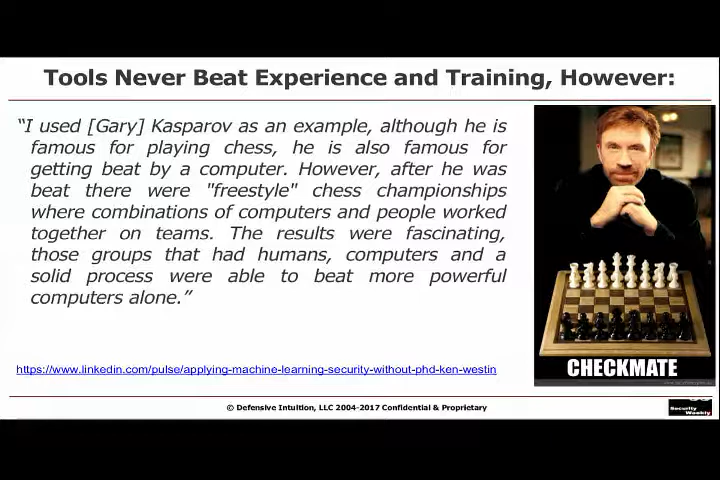 Tools Never Beat Experience and Training, However:
“I used [Gary] Kasparov as an example, although he is
famous for playing chess, he is also famous for
getting beat by a computer. However, after he was
beat there were "freestyle" chess championships
where combinations of computers and people worked
together on teams. The results were fascinating,
those groups that had humans, computers and a
solid process were able to beat more powerful
computers alone.”
CHECKMATE
https://www.linkedin.com/pulse/applying-machine-learning-security-without-phd-ken-westin
© Defensive Intuition, LLC 2004-2017 Confidential & Proprietary
Security
Weekly